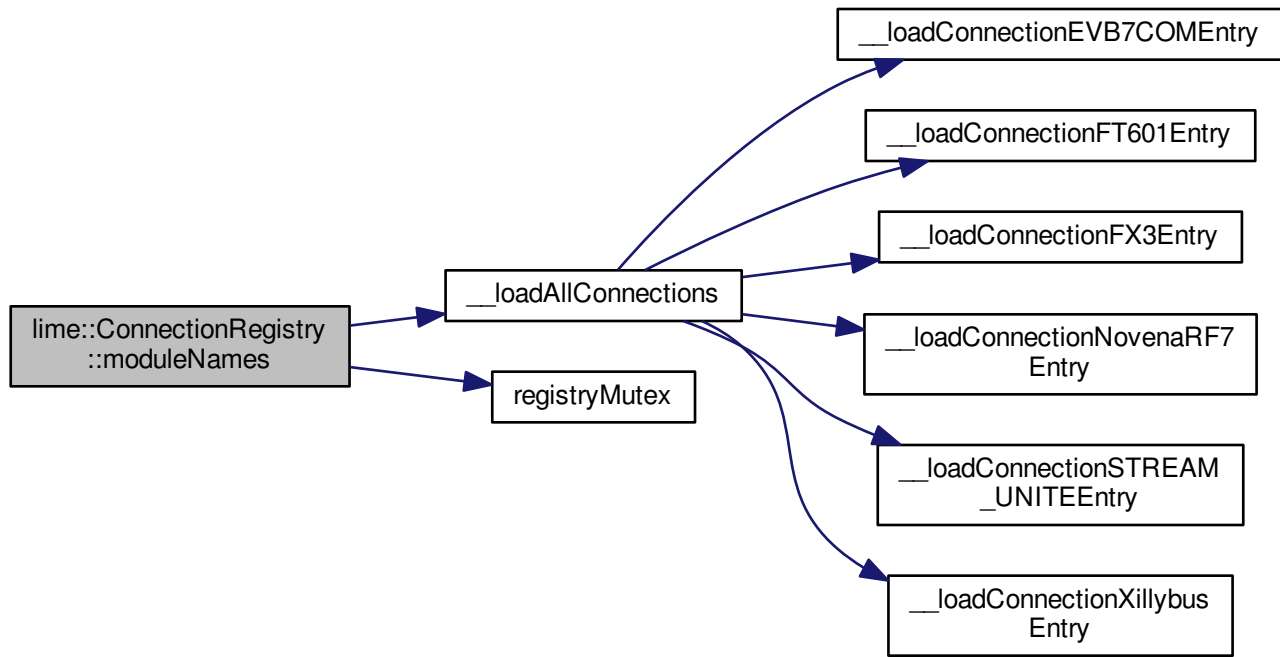 __loadConnectionEVB7COMEntry
__loadConnectionFT601Entry
__loadConnectionFX3Entry
__loadAllConnections
lime::ConnectionRegistry
::moduleNames
__loadConnectionNovenaRF7
Entry
registryMutex
__loadConnectionSTREAM
_UNITEEntry
__loadConnectionXillybus
Entry